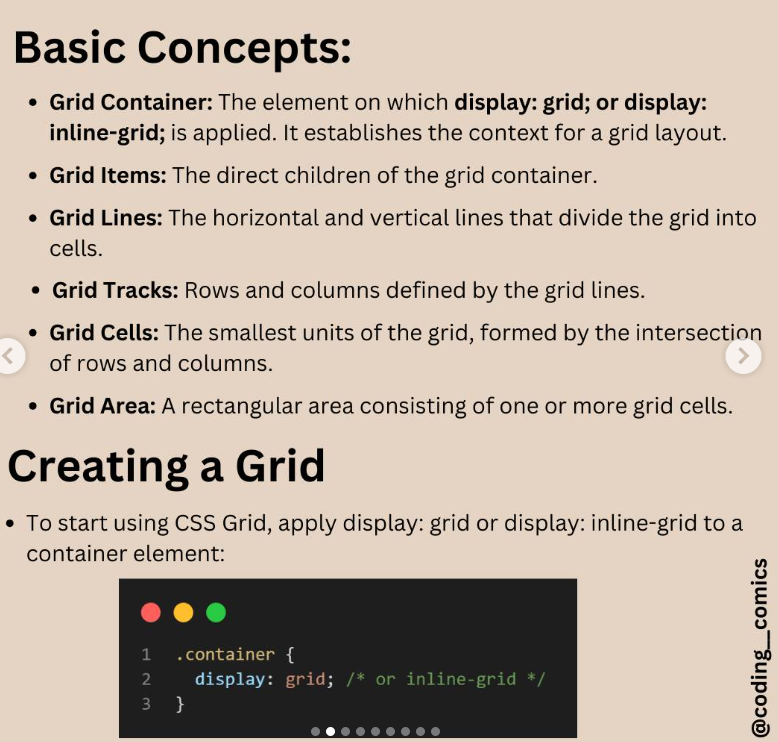 Basic Concepts:
• Grid Container: The element on which display: grid; or display:
inline-grid; is applied. It establishes the context for a grid layout.
• Grid Items: The direct children of the grid container.
• Grid Lines: The horizontal and vertical lines that divide the grid into
cells.
• Grid Tracks: Rows and columns defined by the grid lines.
• Grid Cells: The smallest units of the grid, formed by the intersection
of rows and columns.
• Grid Area: A rectangular area consisting of one or more grid cells.
Creating a Grid
• To start using CSS Grid, apply display: grid or display: inline-grid to a
container element:
1 .container {
2 display: grid; /* or inline-grid */
3 }
@coding__comics